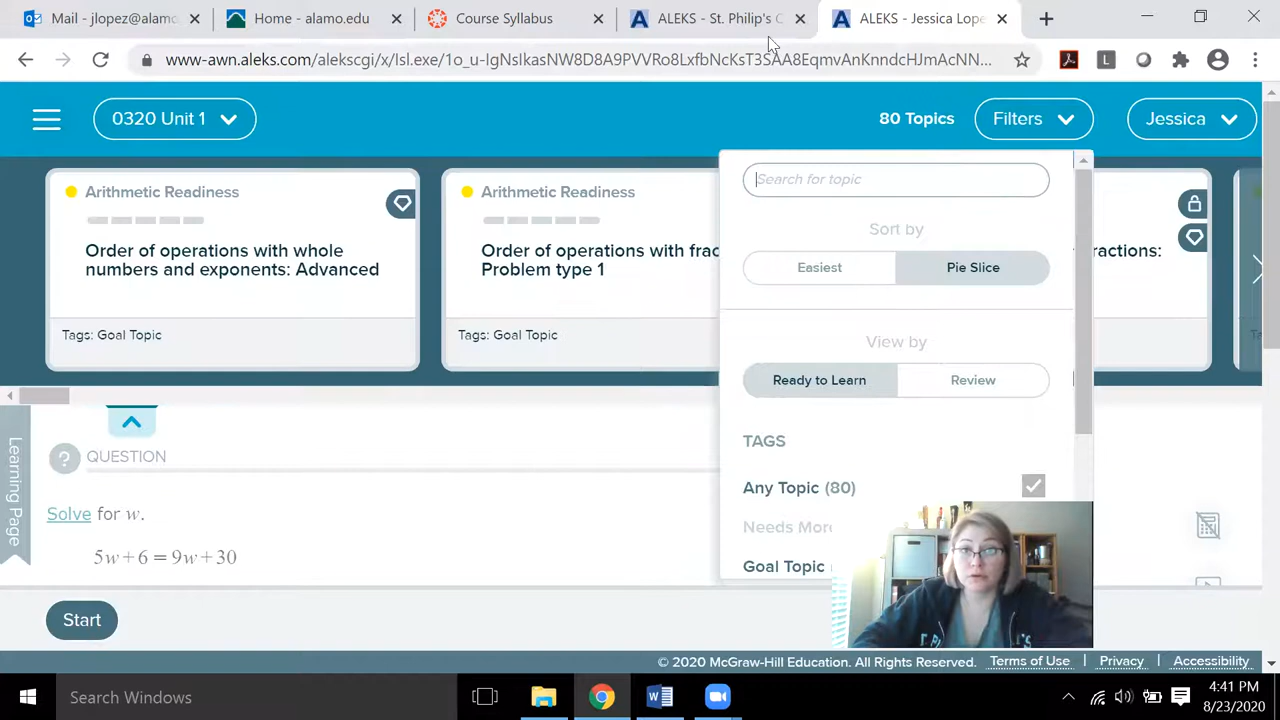 Mail - jlopez@alamo
Home - alamo.edu
Course Syllabus
ALEKS - St. Philip's C
ALEKS - Jessica Lope
www-awn.aleks.com/alekscgi/x/Isl.exe/1o_u-IgNsIkasNW8D8A9PVVRo8LxfbNcKsT3SAA8EqmvAnKnndcHJmAcNN...
0320 Unit 1
80 Topics
Filters
Jessica
Arithmetic Readiness
Order of operations with whole
numbers and exponents: Advanced
Tags: Goal Topic
Arithmetic Readiness
Order of operations with frac
Problem type 1
Tags: Goal Topic
ractions:
Search for topic
Sort by
Easiest
Pie Slice
View by
Ready to Learn
Review
TAGS
Any Topic (80)
Needs More
Goal Topic
Learning Page
QUESTION
Solve for w.
5w+6=9w+30
Start
© 2020 McGraw-Hill Education. All Rights Reserved.
Terms of Use
Privacy
Accessibility
Search Windows
4:41 PM
8/23/2020